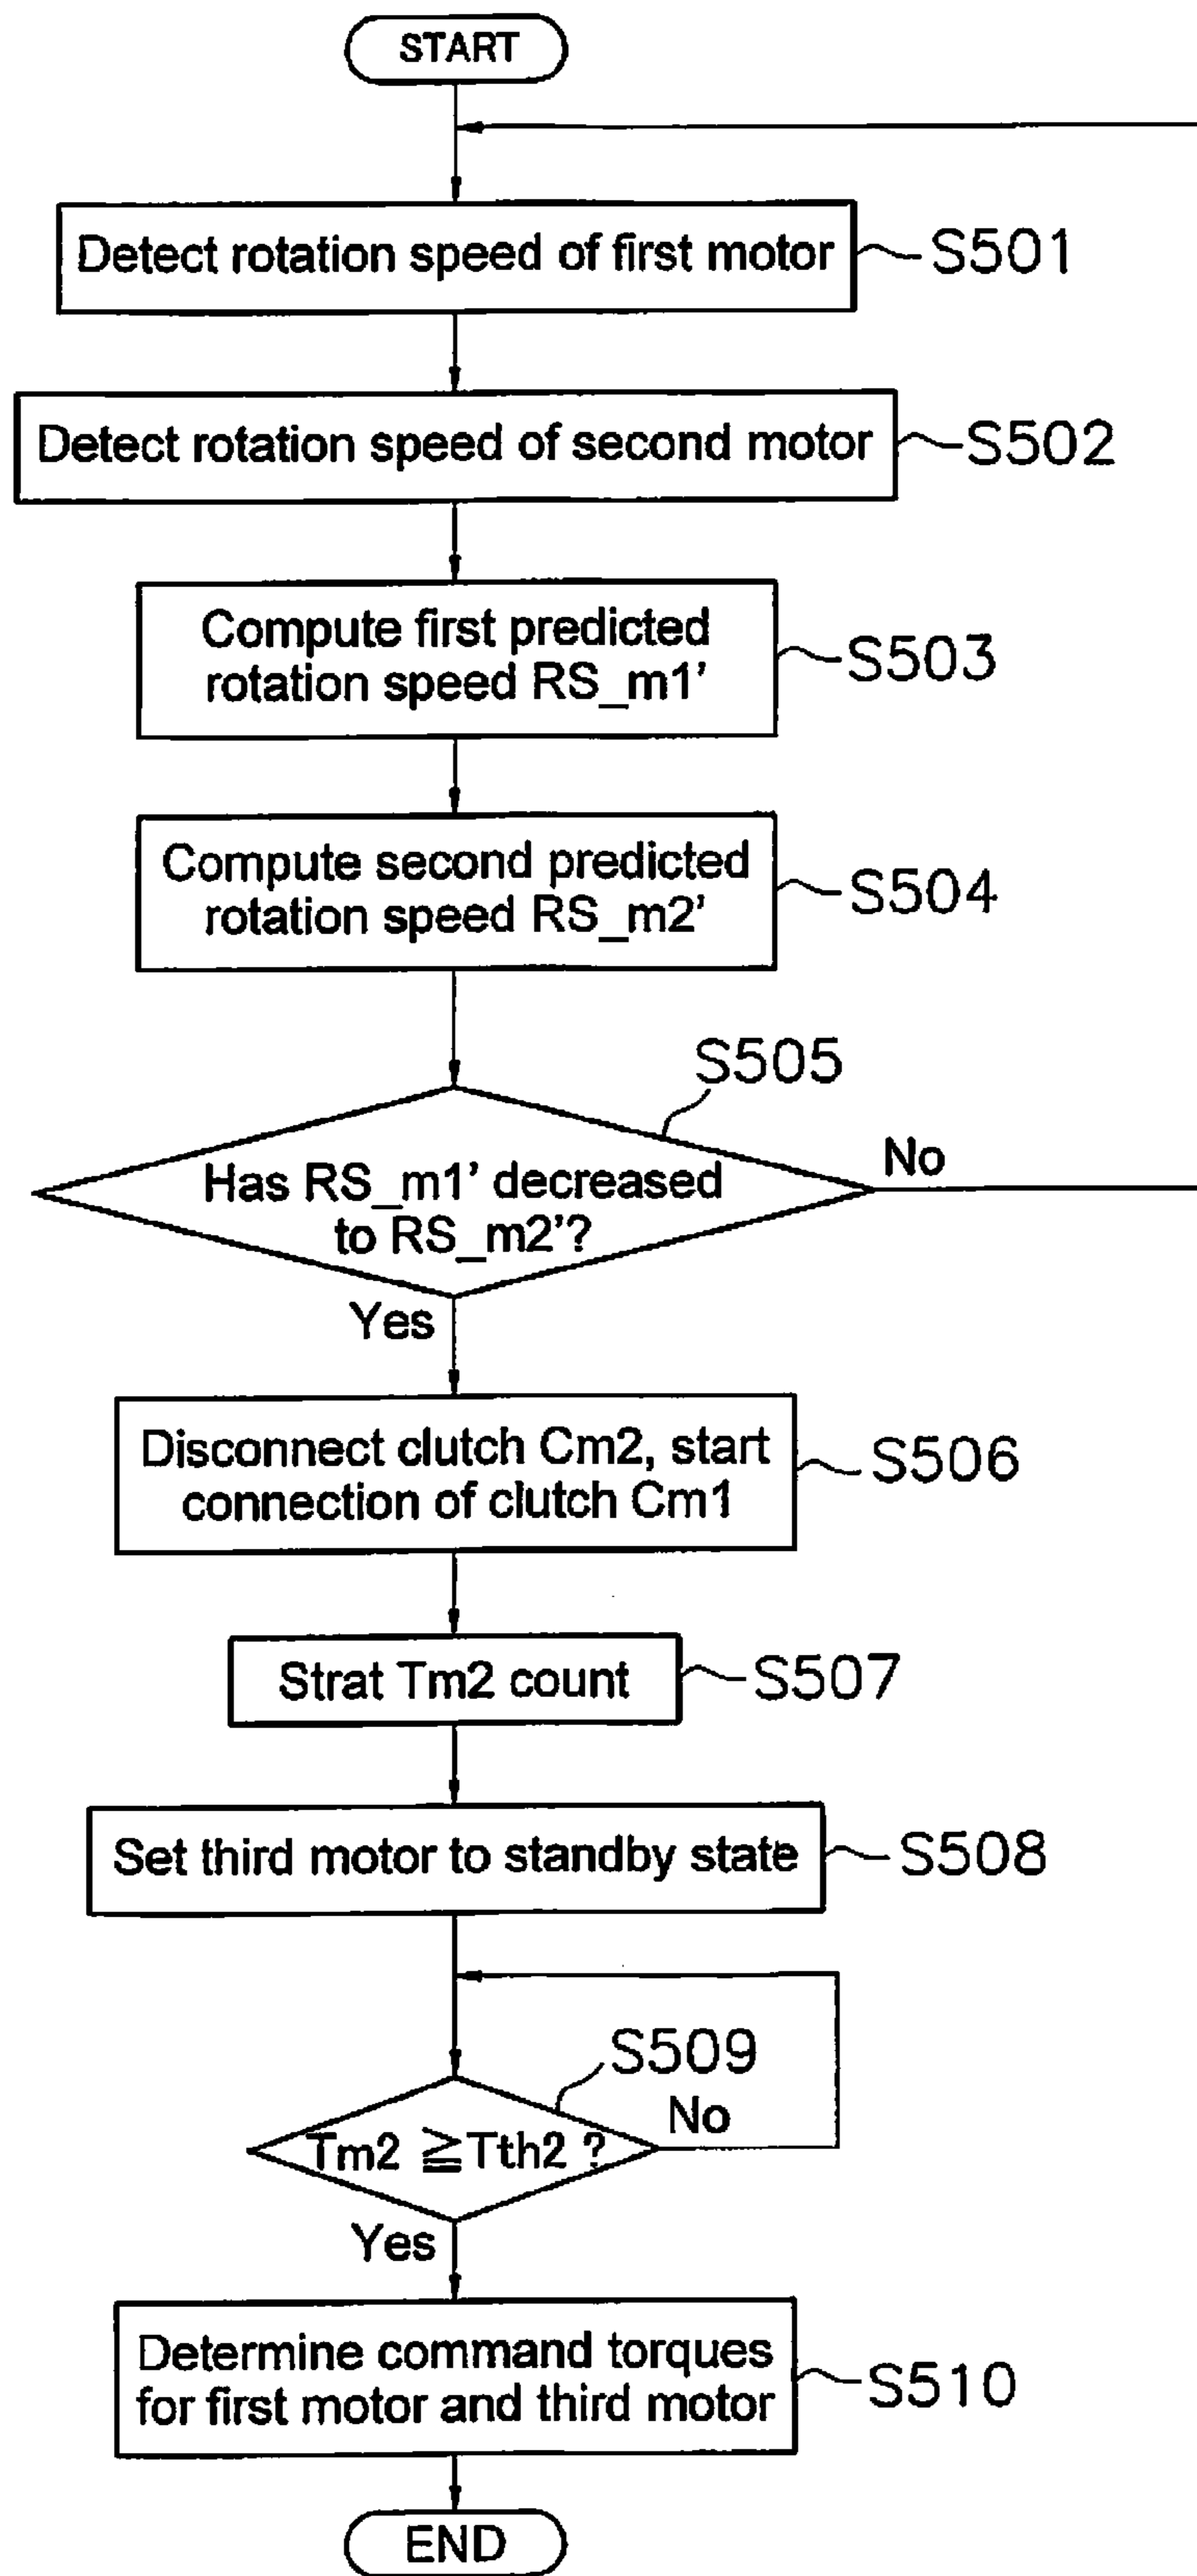 START
Detect rotation speed of first motor
S501
Detect rotation speed of second motor
S502
Compute first predicted
rotation speed RS_m1'
S503
Compute second predicted
rotation speed RS_m2'
S504
S505
Has RS_m1' decreased
to RS_m2'?
No
Yes
Disconnect clutch Cm2, start
connection of clutch Cm1
S506
Strat Tm2 count
S507
Set third motor to standby state
S508
S509
Tm2 ≧Tth2 ?
No
Yes
Determine command torques
for first motor and third motor
S510
END